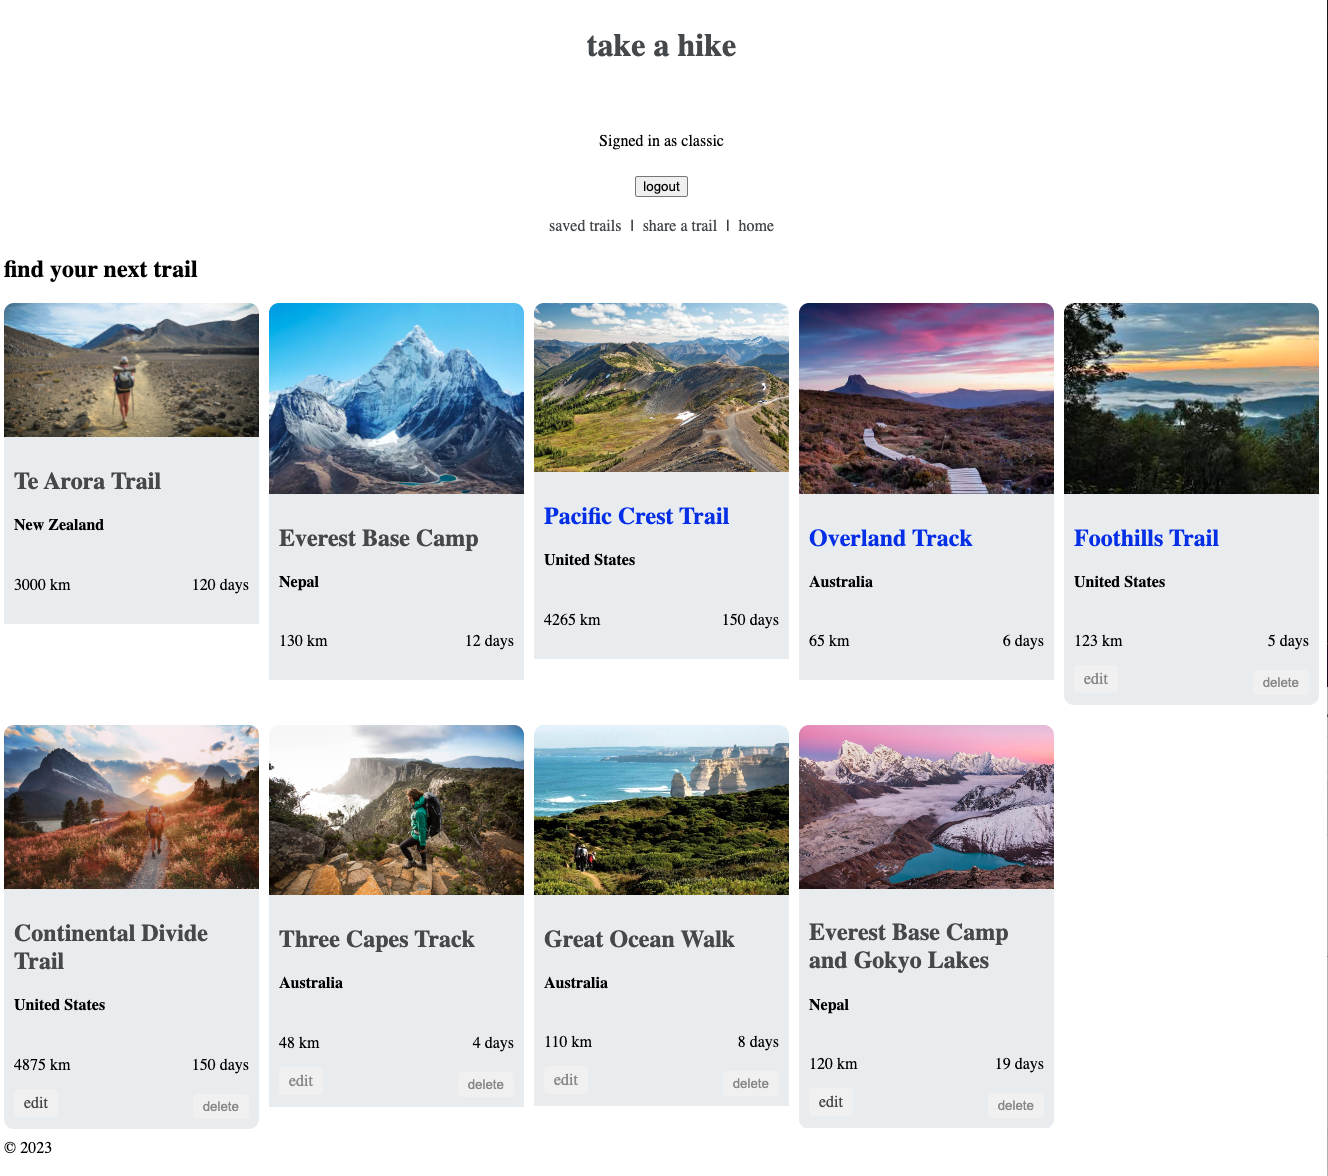 take a hike
Signed in as classic
logout
saved trails | share a trail | home
find your next trail
Te Arora Trail
New Zealand
3000 km 120 days
Everest Base Camp
Nepal
130 km 12 days
Pacific Crest Trail
United States
4265 km 150 days
Overland Track
Australia
65 km 6 days
Foothills Trail
United States
123 km 5 days
edit delete
Continental Divide
Trail
United States
4875 km 150 days
edit delete
Three Capes Track
Australia
48 km 4 days
edit delete
Great Ocean Walk
Australia
110 km 8 days
edit delete
Everest Base Camp
and Gokyo Lakes
Nepal
120 km 19 days
edit delete
© 2023